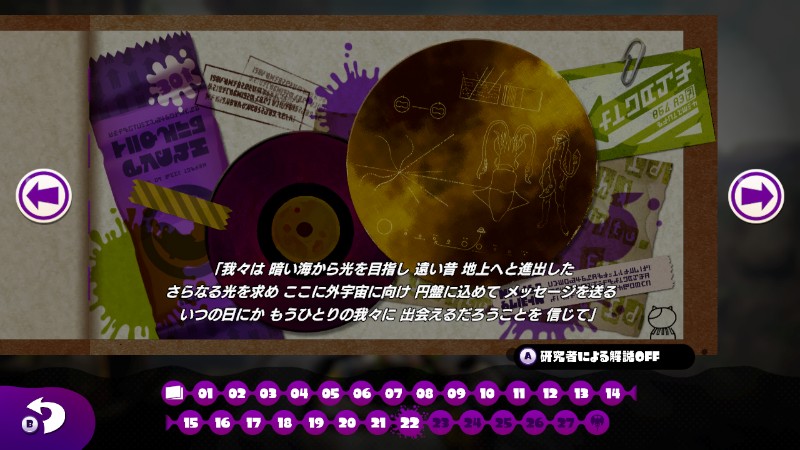 「我々は 暗い海から光を目指し 遠い昔 地上へと進出した
さらなる光を求め ここに外宇宙に向け 円盤に込めて メッセージを送る
いつの日にか もうひとりの我々に 出会えるだろうことを 信じて」
A 研究者による解説OFF
01 02 03 04 05 06 07 08 09 10 11 12 13 14
15 16 17 18 19 20 21 22 23 24 25 26 27
B